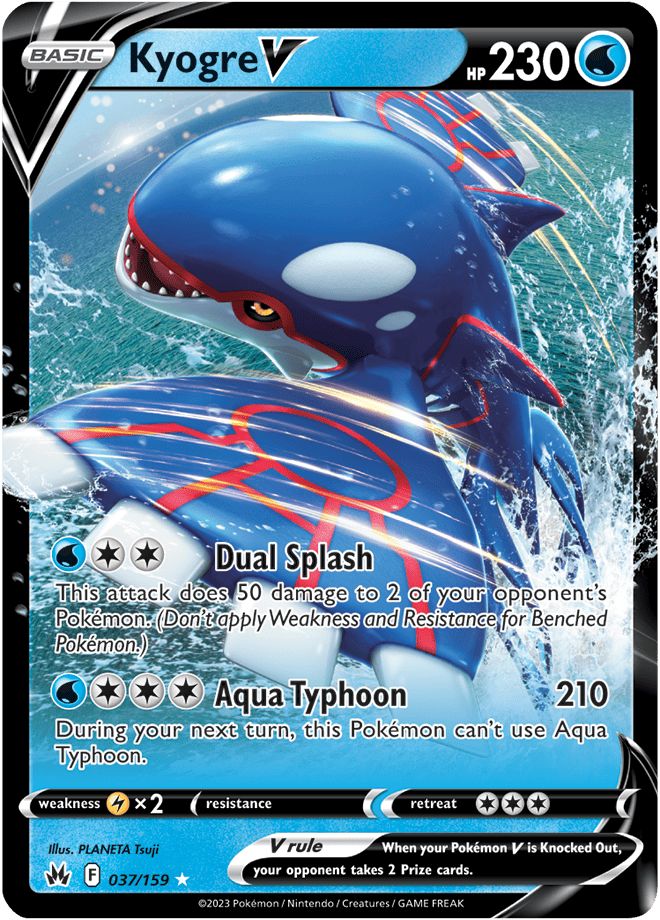 BASIC Kyogre V HP 230
Dual Splash
This attack does 50 damage to 2 of your opponent's
Pokémon. (Don't apply Weakness and Resistance for Benched
Pokémon.)
Aqua Typhoon 210
During your next turn, this Pokémon can't use Aqua
Typhoon.
weakness ×2 resistance retreat
Illus. PLANETA Tsuji
V rule When your Pokémon V is Knocked Out,
your opponent takes 2 Prize cards.
F 037/159
©2023 Pokémon / Nintendo / Creatures / GAME FREAK